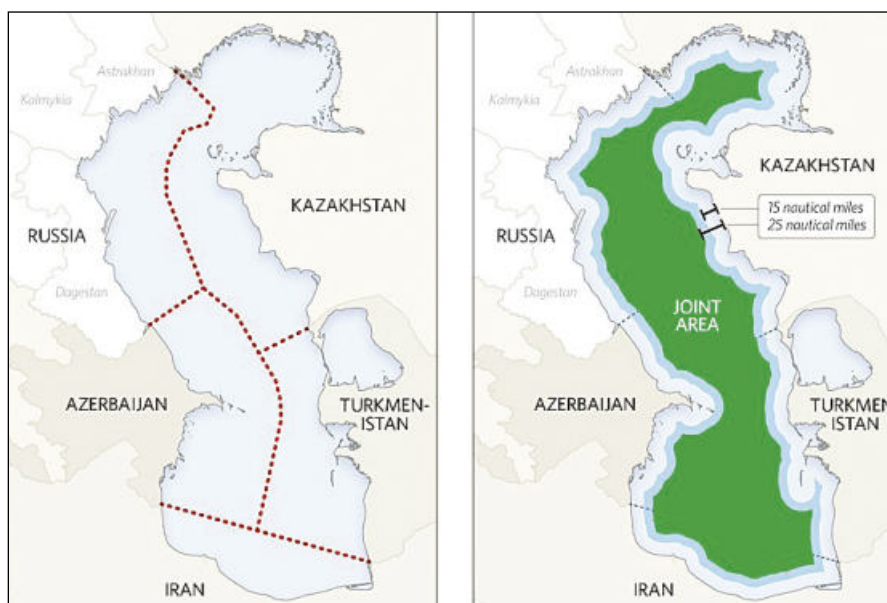 Astrakhan
Kalmykia
KAZAKHSTAN
RUSSIA
Dagestan
AZERBAIJAN
TURKMEN-
ISTAN
IRAN
Astrakhan
Kalmykia
KAZAKHSTAN
15 nautical miles
25 nautical miles
RUSSIA
Dagestan
JOINT
AREA
AZERBAIJAN
TURKMEN-
ISTAN
IRAN